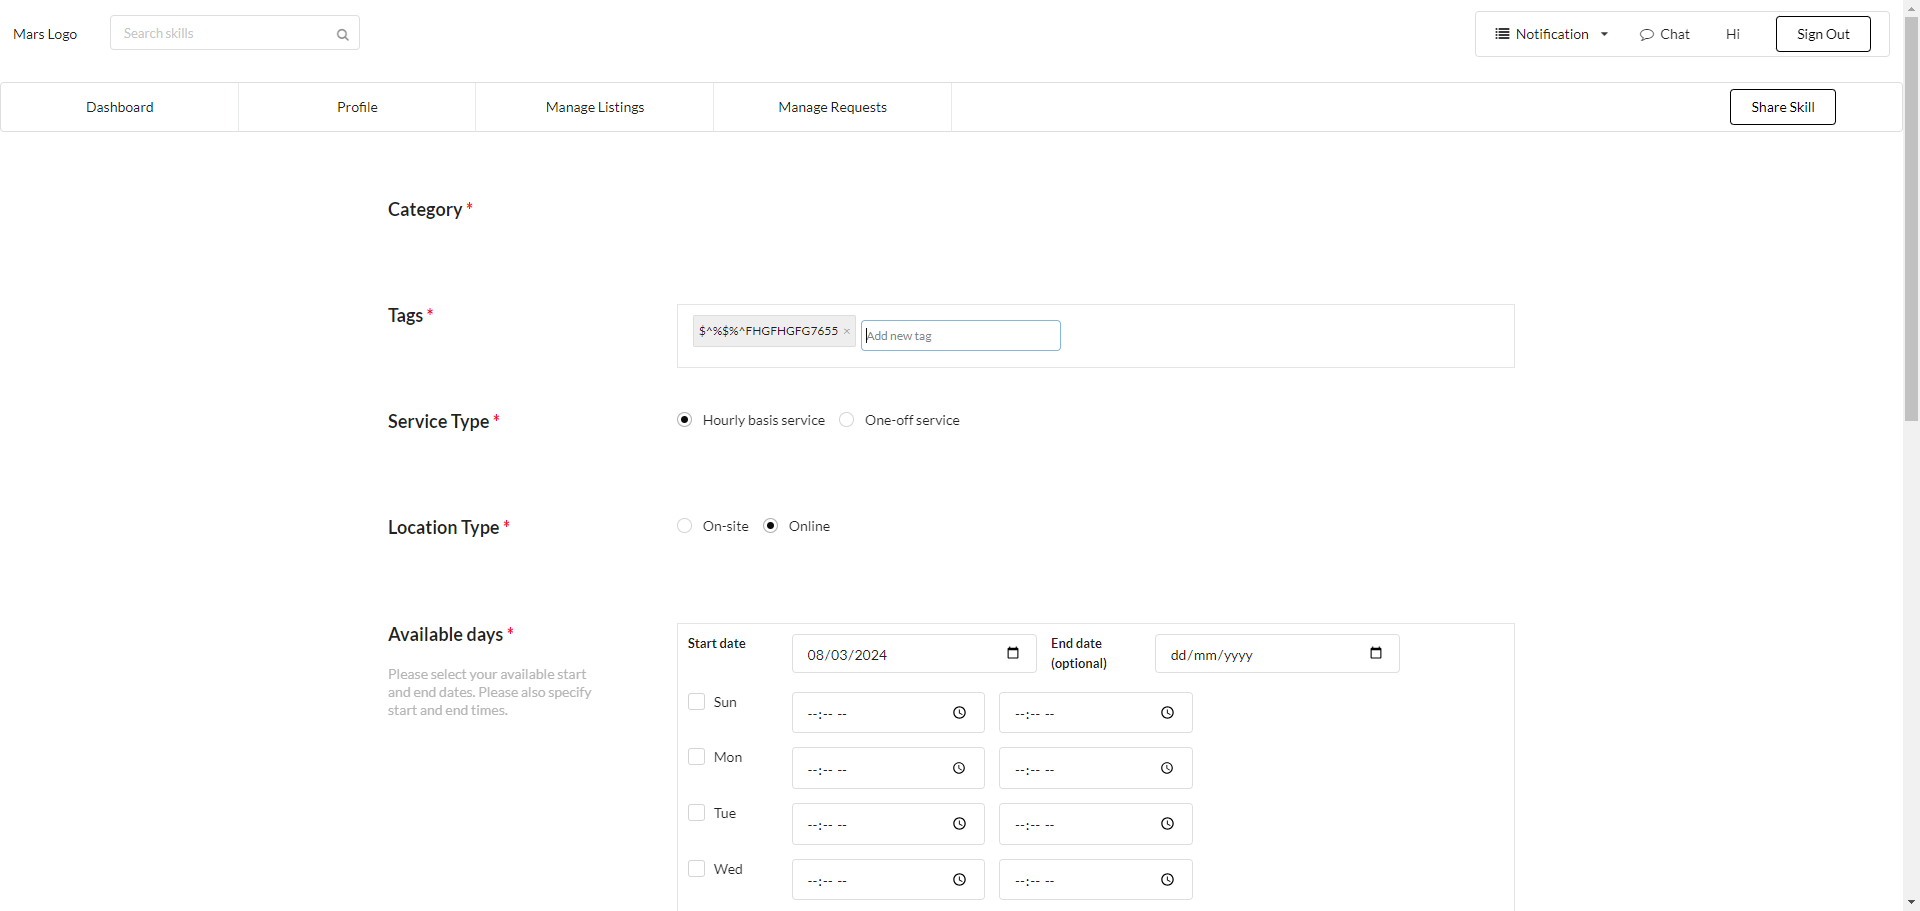 Mars Logo
Search skills
Notification
Chat
Hi
Sign Out
Dashboard
Profile
Manage Listings
Manage Requests
Share Skill
Category *
Tags *
$^%$%^FHGFHGFG7655 ×
Add new tag
Service Type *
Hourly basis service
One-off service
Location Type *
On-site
Online
Available days *
Please select your available start
and end dates. Please also specify
start and end times.
Start date
08/03/2024
End date
(optional)
dd/mm/yyyy
Sun
--:-- --
--:-- --
Mon
--:-- --
--:-- --
Tue
--:-- --
--:-- --
Wed
--:-- --
--:-- --